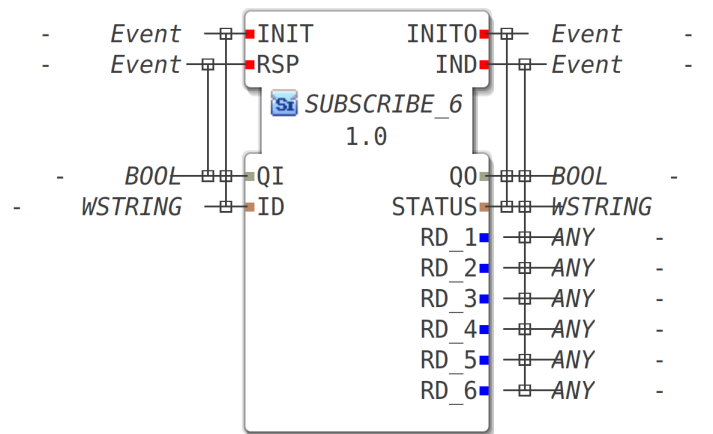 - Event INIT INITO Event -
- Event RSP IND Event -
SI SUBSCRIBE_6
1.0
- BOOL QI QO BOOL -
- WSTRING ID STATUS WSTRING
RD_1 ANY -
RD_2 ANY -
RD_3 ANY -
RD_4 ANY -
RD_5 ANY -
RD_6 ANY -